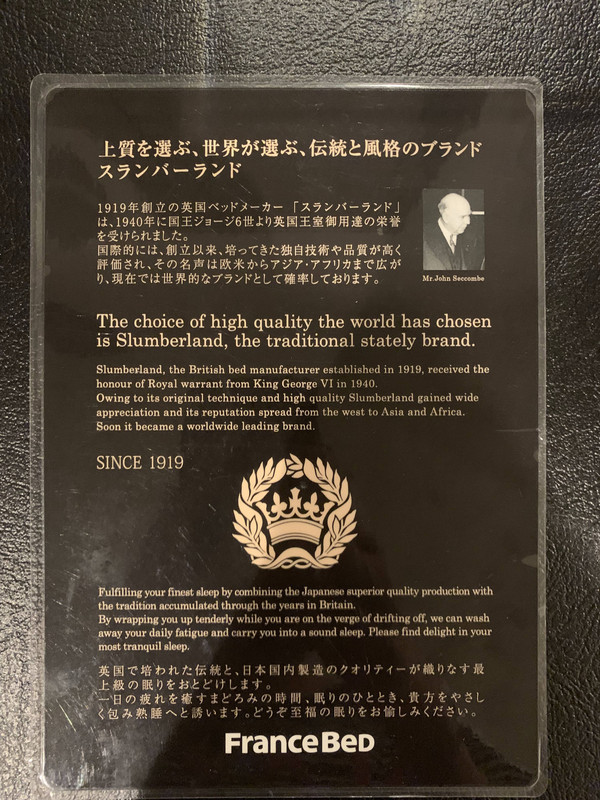 上質を選ぶ、世界が選ぶ、伝統と風格のブランド
スランバーランド
1919年創立の英国ベッドメーカー「スランバーランド」
は、1940年に国王ジョージ6世より英国王室御用達の栄誉
を受けられました。
国際的には、創立以来、培ってきた独自技術や品質が高く
評価され、その名声は欧米からアジア・アフリカまで広が
り、現在では世界的なブランドとして確率しております。
Mr.John Seccombe
The choice of high quality the world has chosen
is Slumberland, the traditional stately brand.
Slumberland, the British bed manufacturer established in 1919, received the
honour of Royal warrant from King George VI in 1940.
Owing to its original technique and high quality Slumberland gained wide
appreciation and its reputation spread from the west to Asia and Africa.
Soon it became a worldwide leading brand.
SINCE 1919
Fulfilling your finest sleep by combining the Japanese superior quality production with
the tradition accumulated through the years in Britain.
By wrapping you up tenderly while you are on the verge of drifting off, we can wash
away your daily fatigue and carry you into a sound sleep. Please find delight in your
most tranquil sleep.
英国で培われた伝統と、日本国内製造のクオリティーが織りなす最
上級の眠りをおとどけします。
一日の疲れを癒すまどろみの時間、眠りのひととき、貴方をやさし
く包み熟睡へと誘います。どうぞ至福の眠りをお愉しみください。
FRANCEBED